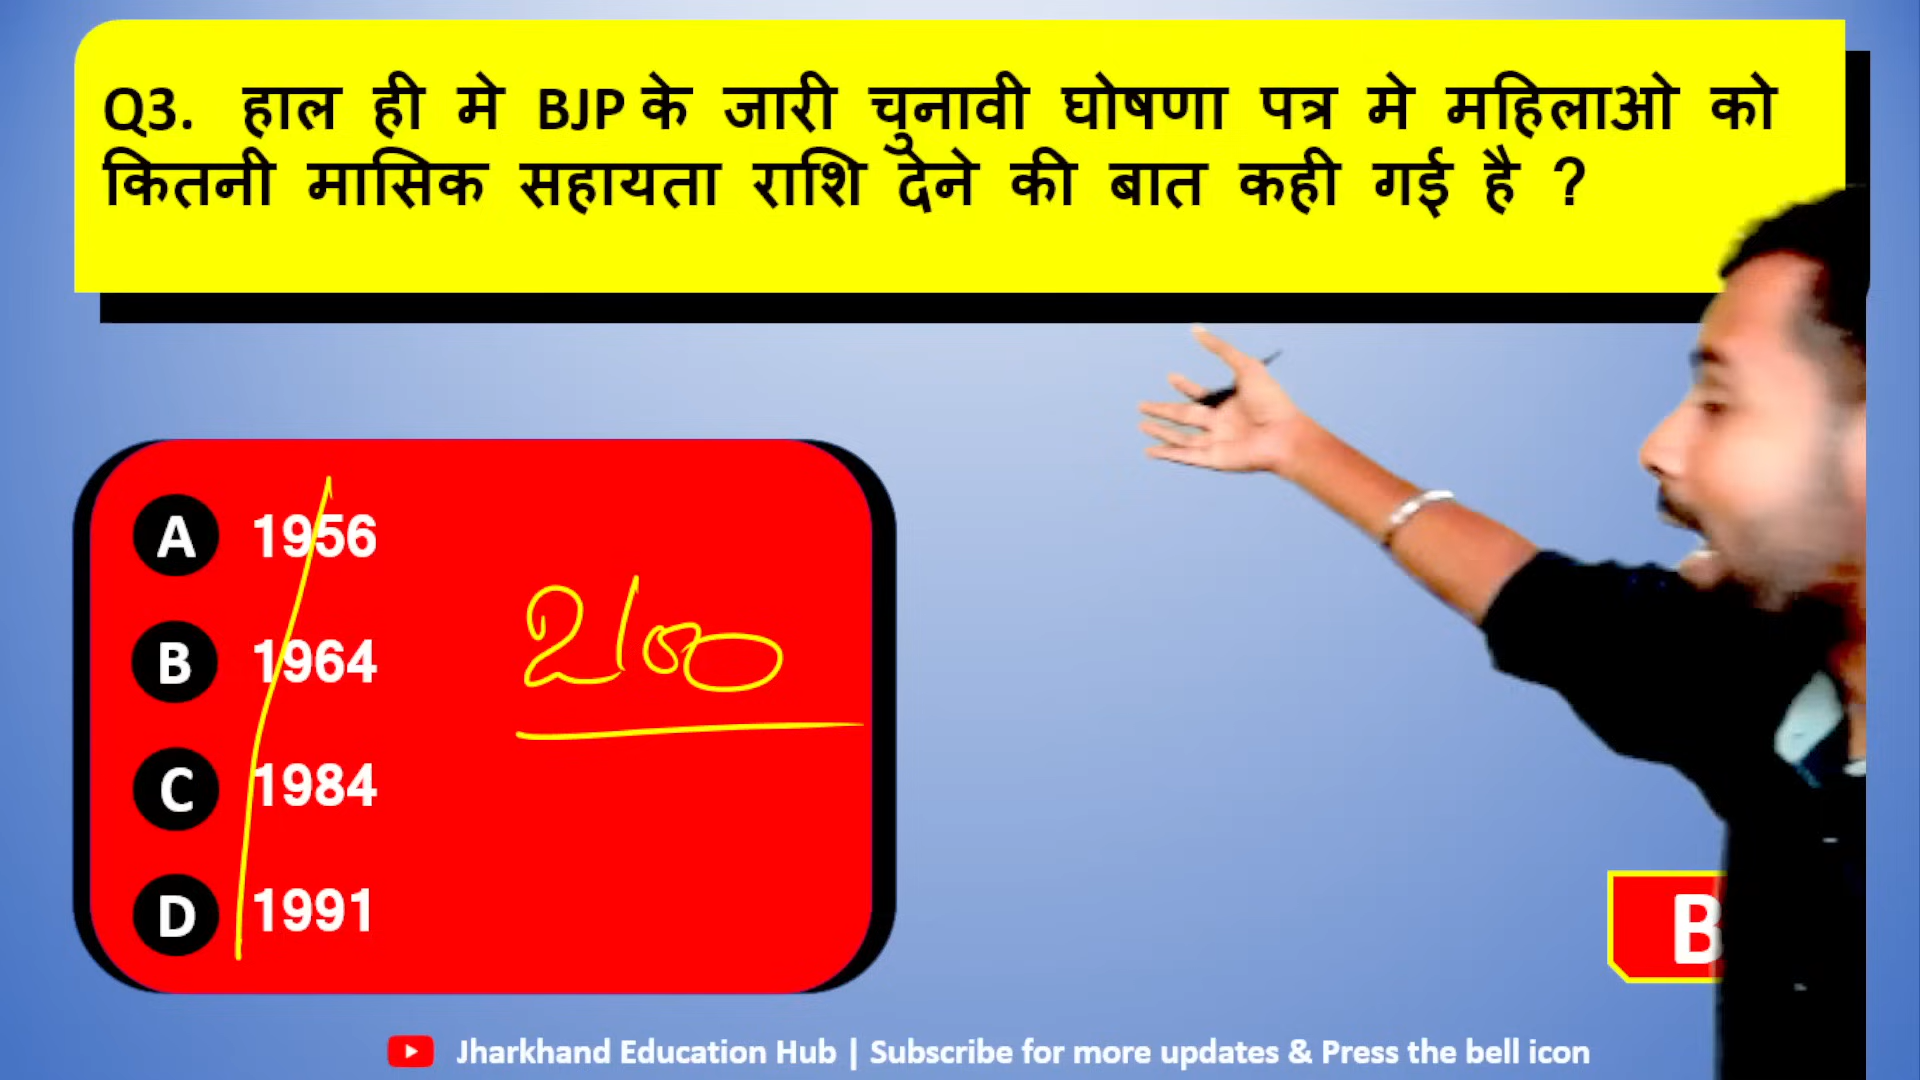 Q3. हाल ही मे BJP के जारी चुनावी घोषणा पत्र मे महिलाओ को
कितनी मासिक सहायता राशि देने की बात कही गई है ?
A 1956
B 1964
C 1984
D 1991
2100
B
Jharkhand Education Hub | Subscribe for more updates & Press the bell icon